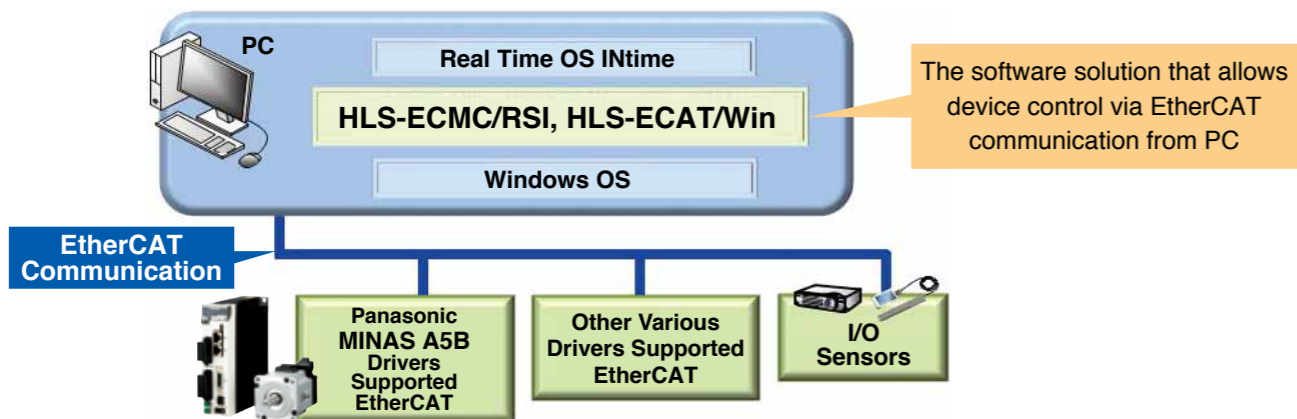 PC
Real Time OS INtime
HLS-ECMC/RSI, HLS-ECAT/Win
Windows OS
The software solution that allows
device control via EtherCAT
communication from PC
EtherCAT
Communication
Panasonic
MINAS A5B
Drivers
Supported
EtherCAT
Other Various
Drivers Supported
EtherCAT
I/O
Sensors